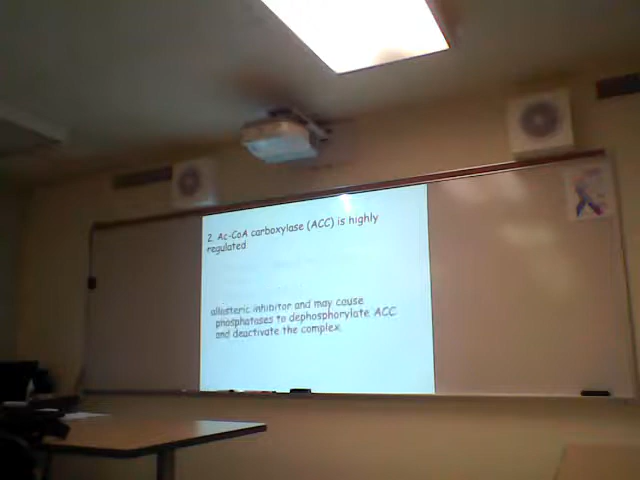 2. Ac-CoA carboxylase (ACC) is highly
regulated
allosteric inhibitor and may cause
phosphatases to dephosphorylate ACC
and deactivate the complex.